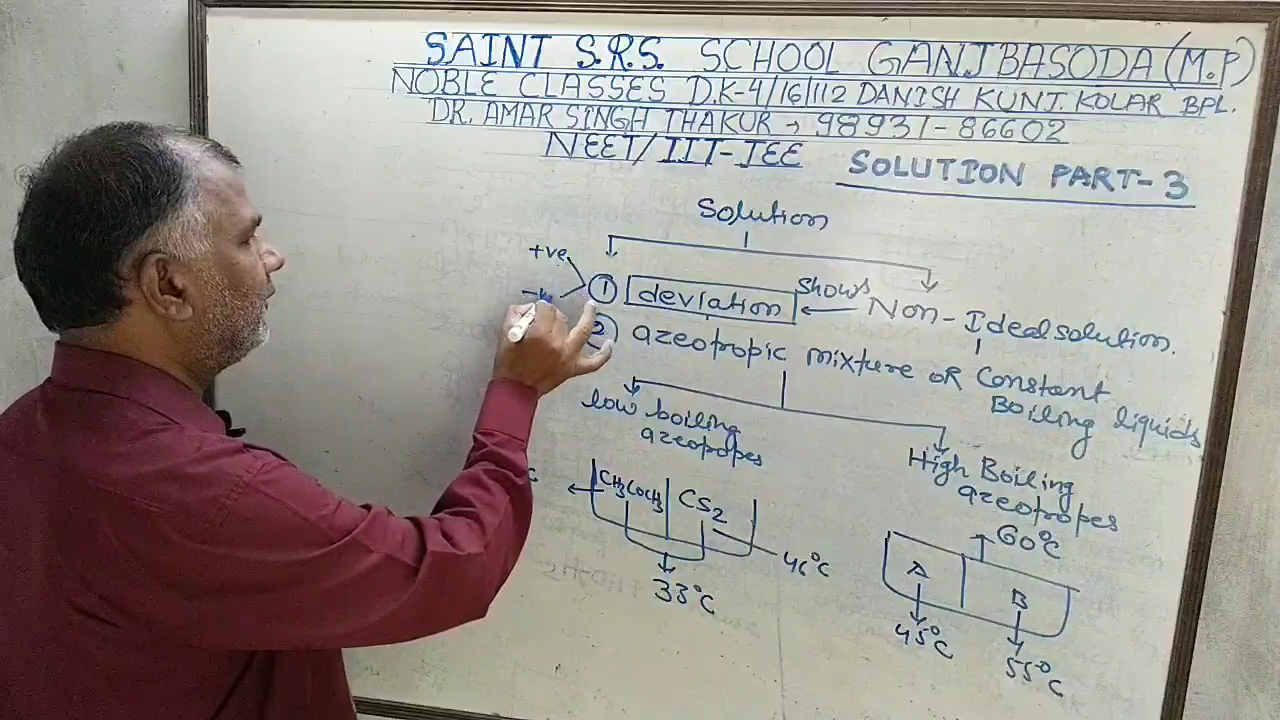 SAINT S.R.S. SCHOOL GANJBASODA (M.P)
NOBLE CLASSES D.K-4/16/112 DANISH KUNJ KOLAR BPL.
DR. AMAR SINGH THAKUR → 98931-86602
NEET/IIT-JEE SOLUTION PART-3
Solution
+ve
① deviation Shows Non-Ideal solution.
② azeotropic mixture OR Constant
Boiling liquids
low boiling
azeotropes
High Boiling
azeotropes
CH3COCH3 CS2
46°C
33°C
60°C
A B
45°C
55°C